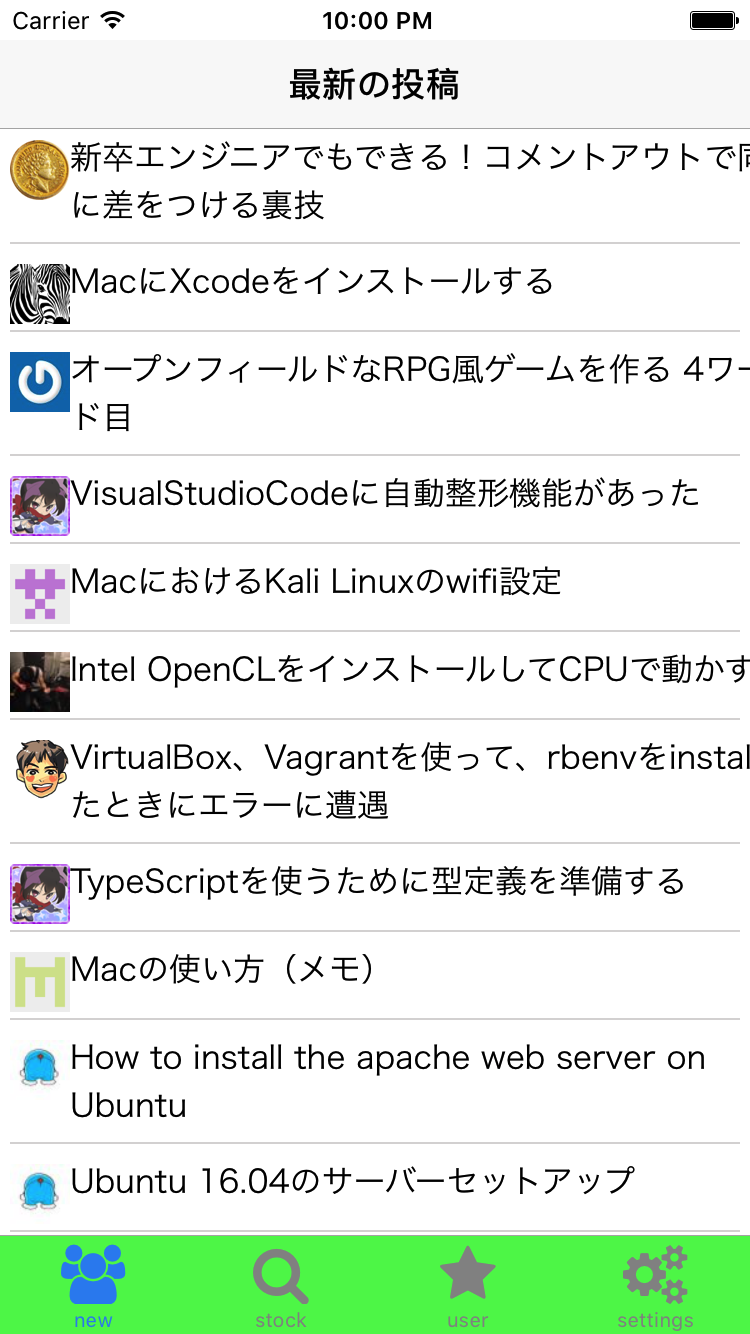 Carrier 10:00 PM
最新の投稿
新卒エンジニアでもできる！コメントアウトで同
に差をつける裏技
MacにXcodeをインストールする
オープンフィールドなRPG風ゲームを作る 4ワー
ド目
VisualStudioCodeに自動整形機能があった
MacにおけるKali Linuxのwifi設定
Intel OpenCLをインストールしてCPUで動かす
VirtualBox、Vagrantを使って、rbenvをinstal
たときにエラーに遭遇
TypeScriptを使うために型定義を準備する
Macの使い方（メモ）
How to install the apache web server on
Ubuntu
Ubuntu 16.04のサーバーセットアップ
new stock user settings